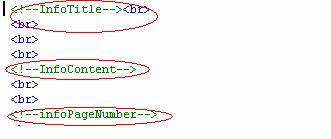 <!--InfoTitle--><br>
<br>
<br>
<br>
<!--InfoContent-->
<br>
<br>
<!--infoPageNumber-->